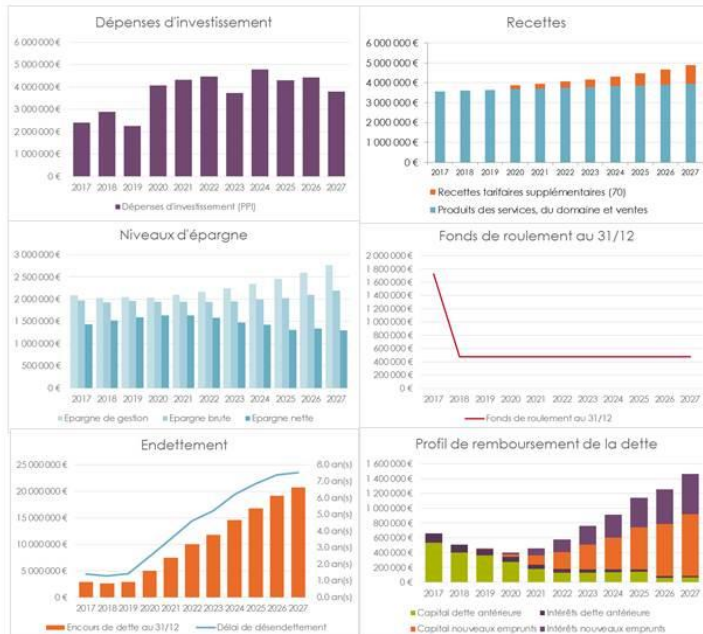 Dépenses d'investissement
6 000 000 €
5 000 000 €
4 000 000 €
3 000 000 €
2 000 000 €
1 000 000 €
0 €
2017 2018 2019 2020 2021 2022 2023 2024 2025 2026 2027
Dépenses d'investissement (PPI)
Recettes
6 000 000 €
5 000 000 €
4 000 000 €
3 000 000 €
2 000 000 €
1 000 000 €
0 €
2017 2018 2019 2020 2021 2022 2023 2024 2025 2026 2027
Recettes tarifaires supplémentaires (70)
Produits des services, du domaine et ventes
Niveaux d'épargne
3 000 000 €
2 500 000 €
2 000 000 €
1 500 000 €
1 000 000 €
500 000 €
0 €
2017 2018 2019 2020 2021 2022 2023 2024 2025 2026 2027
Epargne de gestion Epargne brute Epargne nette
Fonds de roulement au 31/12
2 000 000 €
1 800 000 €
1 600 000 €
1 400 000 €
1 200 000 €
1 000 000 €
800 000 €
600 000 €
400 000 €
200 000 €
0 €
2017 2018 2019 2020 2021 2022 2023 2024 2025 2026 2027
Fonds de roulement au 31/12
Endettement
25 000 000 €
20 000 000 €
15 000 000 €
10 000 000 €
5 000 000 €
0 €
8.0 an(s)
7.0 an(s)
6.0 an(s)
5.0 an(s)
4.0 an(s)
3.0 an(s)
2.0 an(s)
1.0 an(s)
0.0 an(s)
2017 2018 2019 2020 2021 2022 2023 2024 2025 2026 2027
Encours de dette au 31/12 Délai de désendettement
Profil de remboursement de la dette
1 600 000 €
1 400 000 €
1 200 000 €
1 000 000 €
800 000 €
600 000 €
400 000 €
200 000 €
0 €
2017 2018 2019 2020 2021 2022 2023 2024 2025 2026 2027
Capital dette antérieure Intérêts dette antérieure
Capital nouveaux emprunts Intérêts nouveaux emprunts